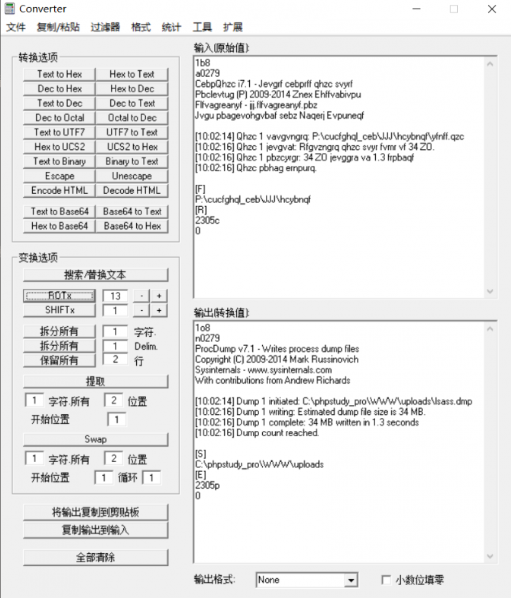 Converter
文件 复制/粘贴 过滤器 格式 统计 工具 扩展
转换选项
Text to Hex Hex to Text
Dec to Hex Hex to Dec
Text to Dec Dec to Text
Dec to Octal Octal to Dec
Text to UTF7 UTF7 to Text
Hex to UCS2 UCS2 to Hex
Text to Binary Binary to Text
Escape Unescape
Encode HTML Decode HTML
Text to Base64 Base64 to Text
Hex to Base64 Base64 to Hex
变换选项
搜索/替换文本
ROTx 13 - +
SHIFTx 1 - +
拆分所有 1 字符.
拆分所有 1 Delim.
保留所有 2 行
提取
1 字符.所有 2 位置
开始位置 1
Swap
1 字符.所有 2 位置
开始位置 1 循环 1
将输出复制到剪贴板
复制输出到输入
全部清除
输入(原始值):
1b8
a0279
CebpQhzc i7.1 - Jevgrf cebprff qhzc svyrf
Pbclevtug (P) 2009-2014 Znex Ehffvabivpu
Flfvagreanyf - jjj.flfvagreanyf.pbz
Jvgu pbagevohgvbaf sebz Naqerj Evpuneqf
[10:02:14] Qhzc 1 vavgvngrq: P:\cucfghql_ceb\JJJ\hcybnqf\yfnff.qzc
[10:02:16] Qhzc 1 jevgvat: Rfgvzngrq qhzc svyr fvmr vf 34 ZO.
[10:02:16] Qhzc 1 pbzcyrgr: 34 ZO jevggra va 1.3 frpbaqf
[10:02:16] Qhzc pbhag ernpurq.
[F]
P:\cucfghql_ceb\JJJ\hcybnqf
[R]
2305c
0
输出(转换值):
1o8
n0279
ProcDump v7.1 - Writes process dump files
Copyright (C) 2009-2014 Mark Russinovich
Sysinternals - www.sysinternals.com
With contributions from Andrew Richards
[10:02:14] Dump 1 initiated: C:\phpstudy_pro\WWW\uploads\lsass.dmp
[10:02:16] Dump 1 writing: Estimated dump file size is 34 MB.
[10:02:16] Dump 1 complete: 34 MB written in 1.3 seconds
[10:02:16] Dump count reached.
[S]
C:\phpstudy_pro\WWW\uploads
[E]
2305p
0
输出格式: None 小数位填零